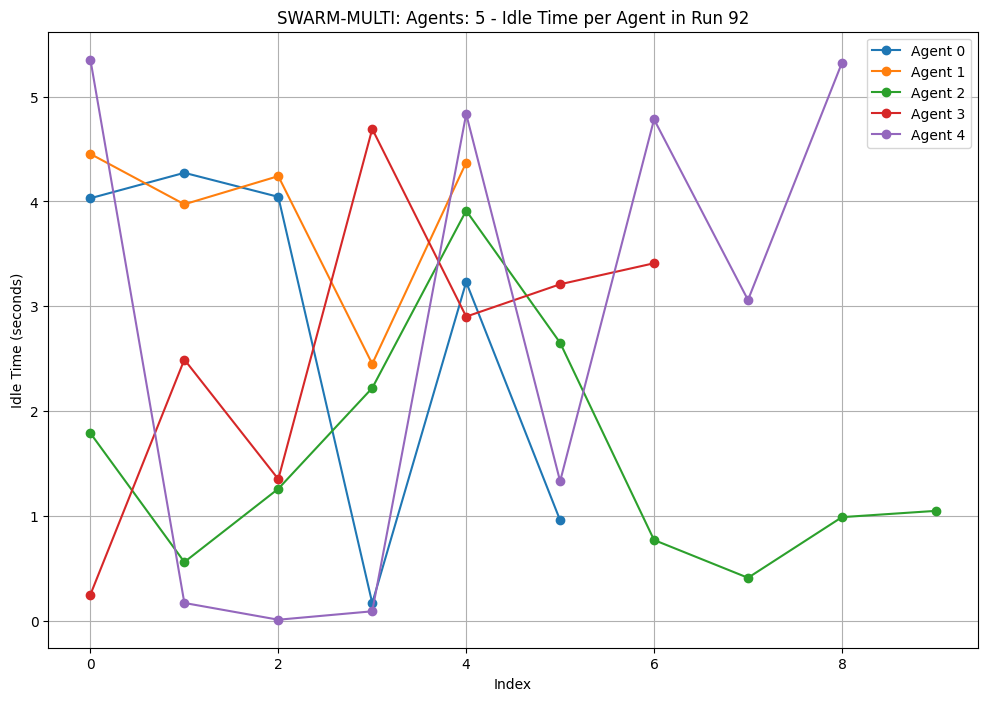 SWARM-MULTI: Agents: 5 - Idle Time per Agent in Run 92
Agent 0
Agent 1
Agent 2
Agent 3
Agent 4
Idle Time (seconds)
5
4
3
2
1
0
0 2 4 6 8
Index